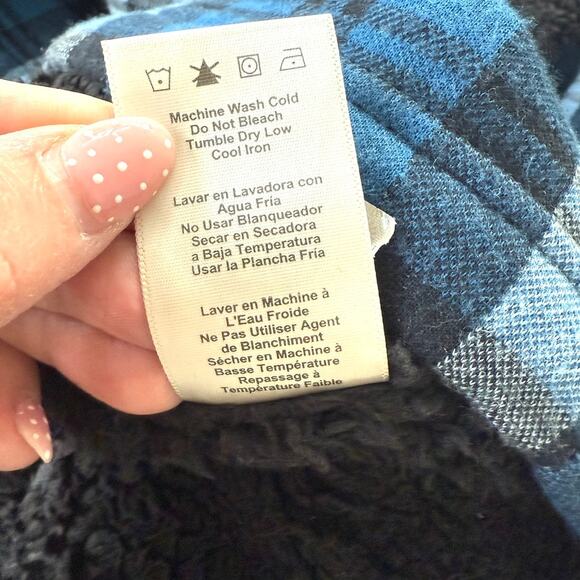 Machine Wash Cold
Do Not Bleach
Tumble Dry Low
Cool Iron
Lavar en Lavadora con
Agua Fría
No Usar Blanqueador
Secar en Secadora
a Baja Temperatura
Usar la Plancha Fría
Laver en Machine à
L'Eau Froide
Ne Pas Utiliser Agent
de Blanchiment
Sécher en Machine à
Basse Température
Repassage à
Température Faible